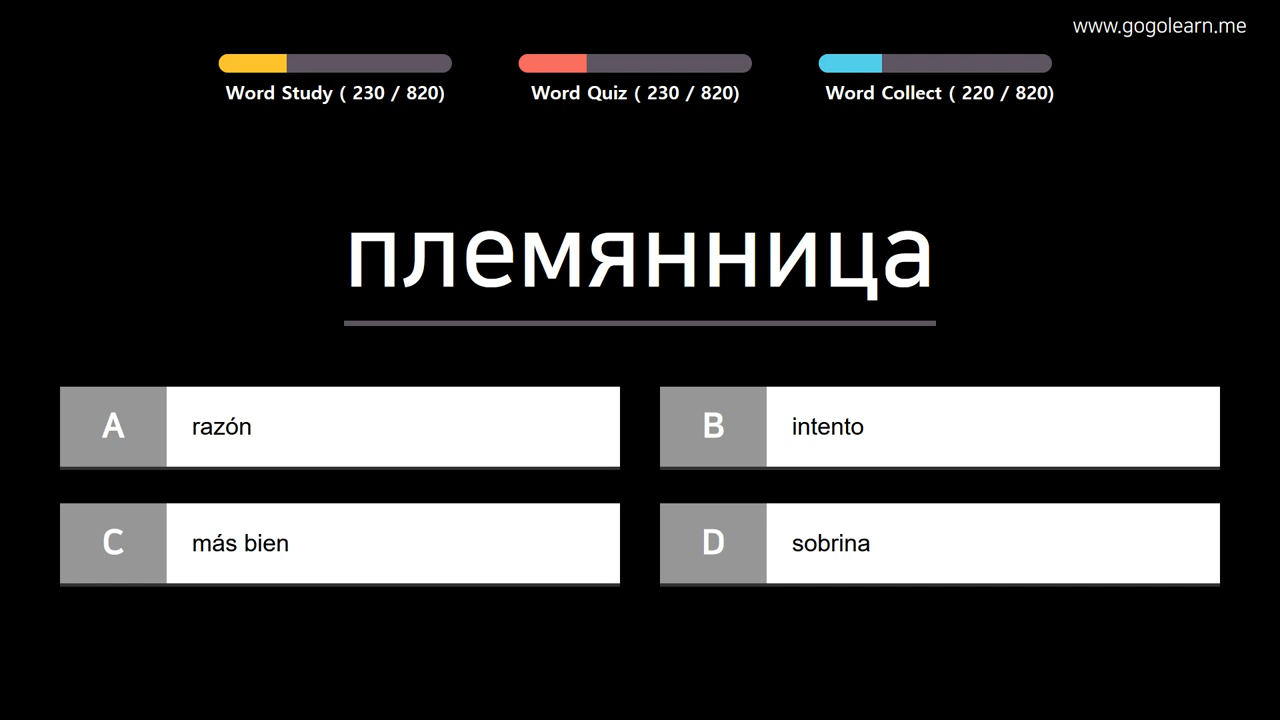 www.gogolearn.me
Word Study ( 230 / 820)
Word Quiz ( 230 / 820)
Word Collect ( 220 / 820)
племянница
A razón
B intento
C más bien
D sobrina